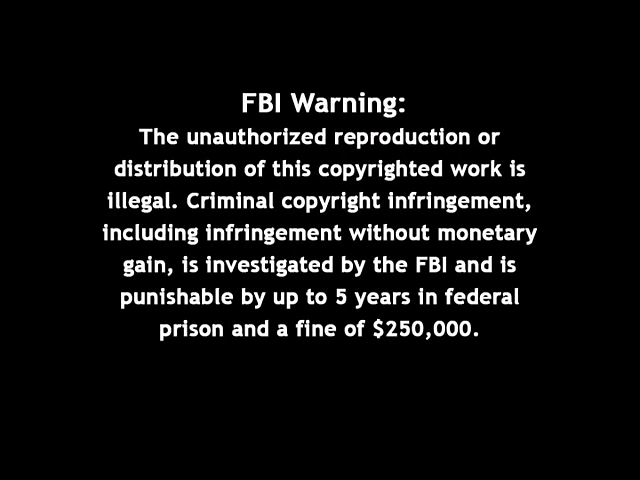 FBI Warning:
The unauthorized reproduction or
distribution of this copyrighted work is
illegal. Criminal copyright infringement,
including infringement without monetary
gain, is investigated by the FBI and is
punishable by up to 5 years in federal
prison and a fine of $250,000.